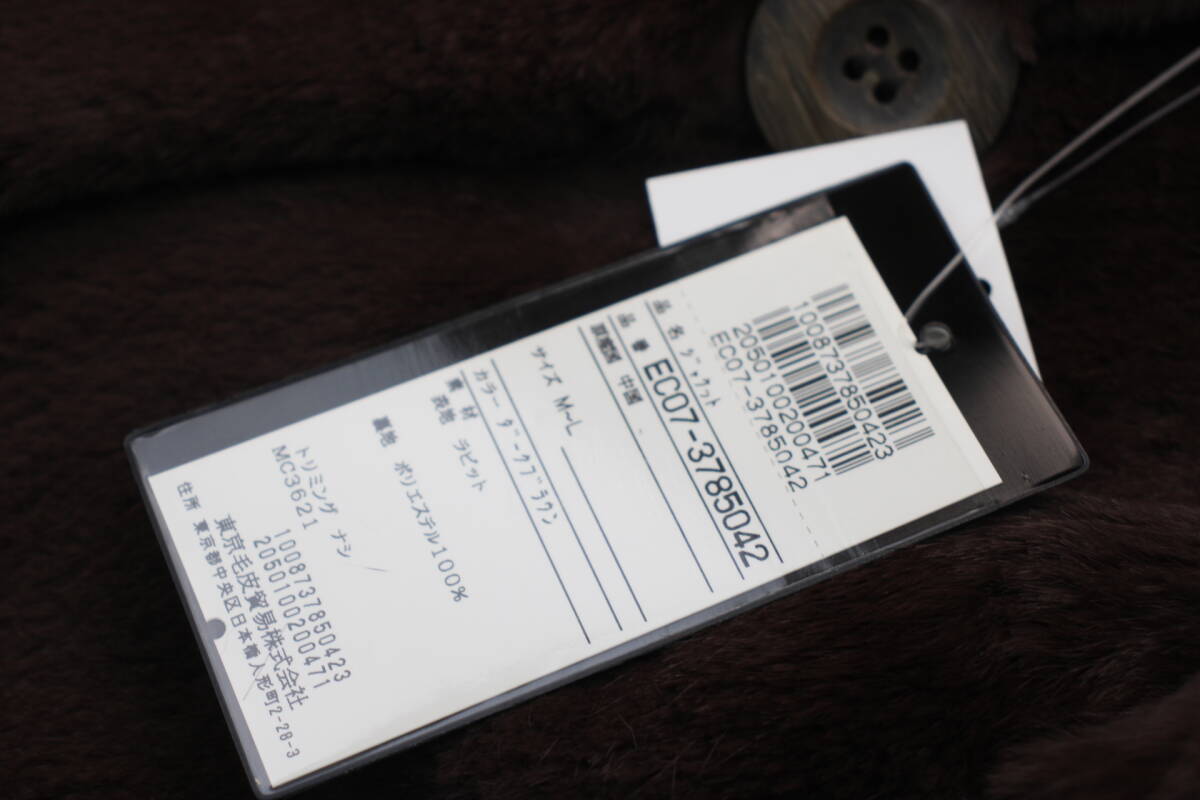 1008737850423
2050100200471
EC07-3785042
品 名 ｼﾞｬｹｯﾄ
品 番 EC07-3785042
原産国 中国
サイズ M~L
カラー ﾀﾞｰｸﾌﾞﾗｳﾝ
素 材
表地 ラビット
裏地 ポリエステル100%
トリミング ナシ/
MC3621
1008737850423
2050100200471
東京毛皮貿易株式会社
住所 東京都中央区日本橋人形町2-28-3